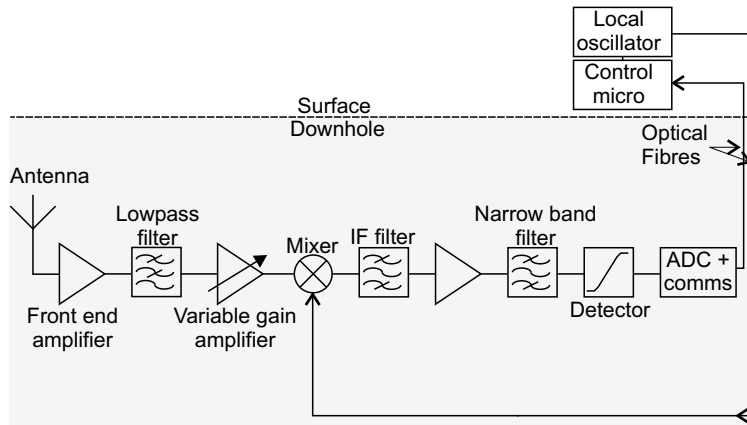 Local
oscillator
Control
micro
Surface
Downhole
Optical
Fibres
Antenna
Lowpass
filter
Mixer
IF filter
Narrow band
filter
ADC +
comms
Front end
amplifier
Variable gain
amplifier
Detector